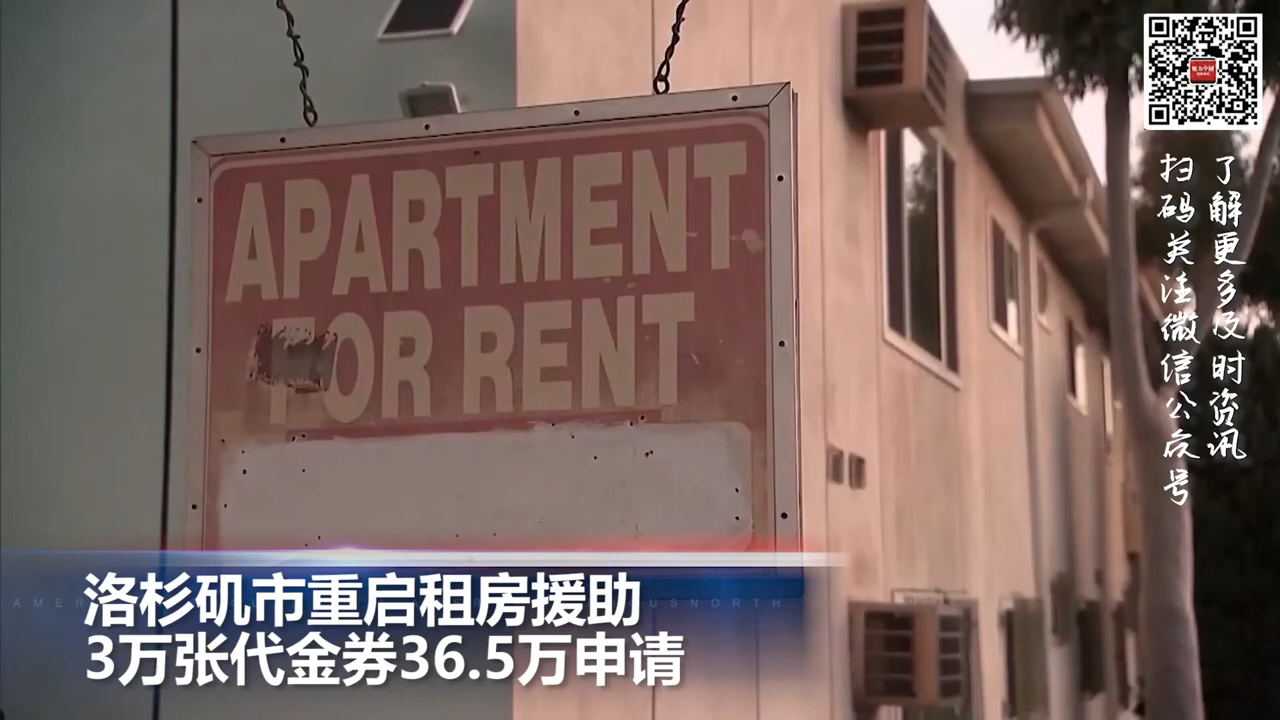 APARTMENT
FOR RENT
了解更多及时资讯
扫码关注微信公众号
洛杉矶市重启租房援助
3万张代金券36.5万申请